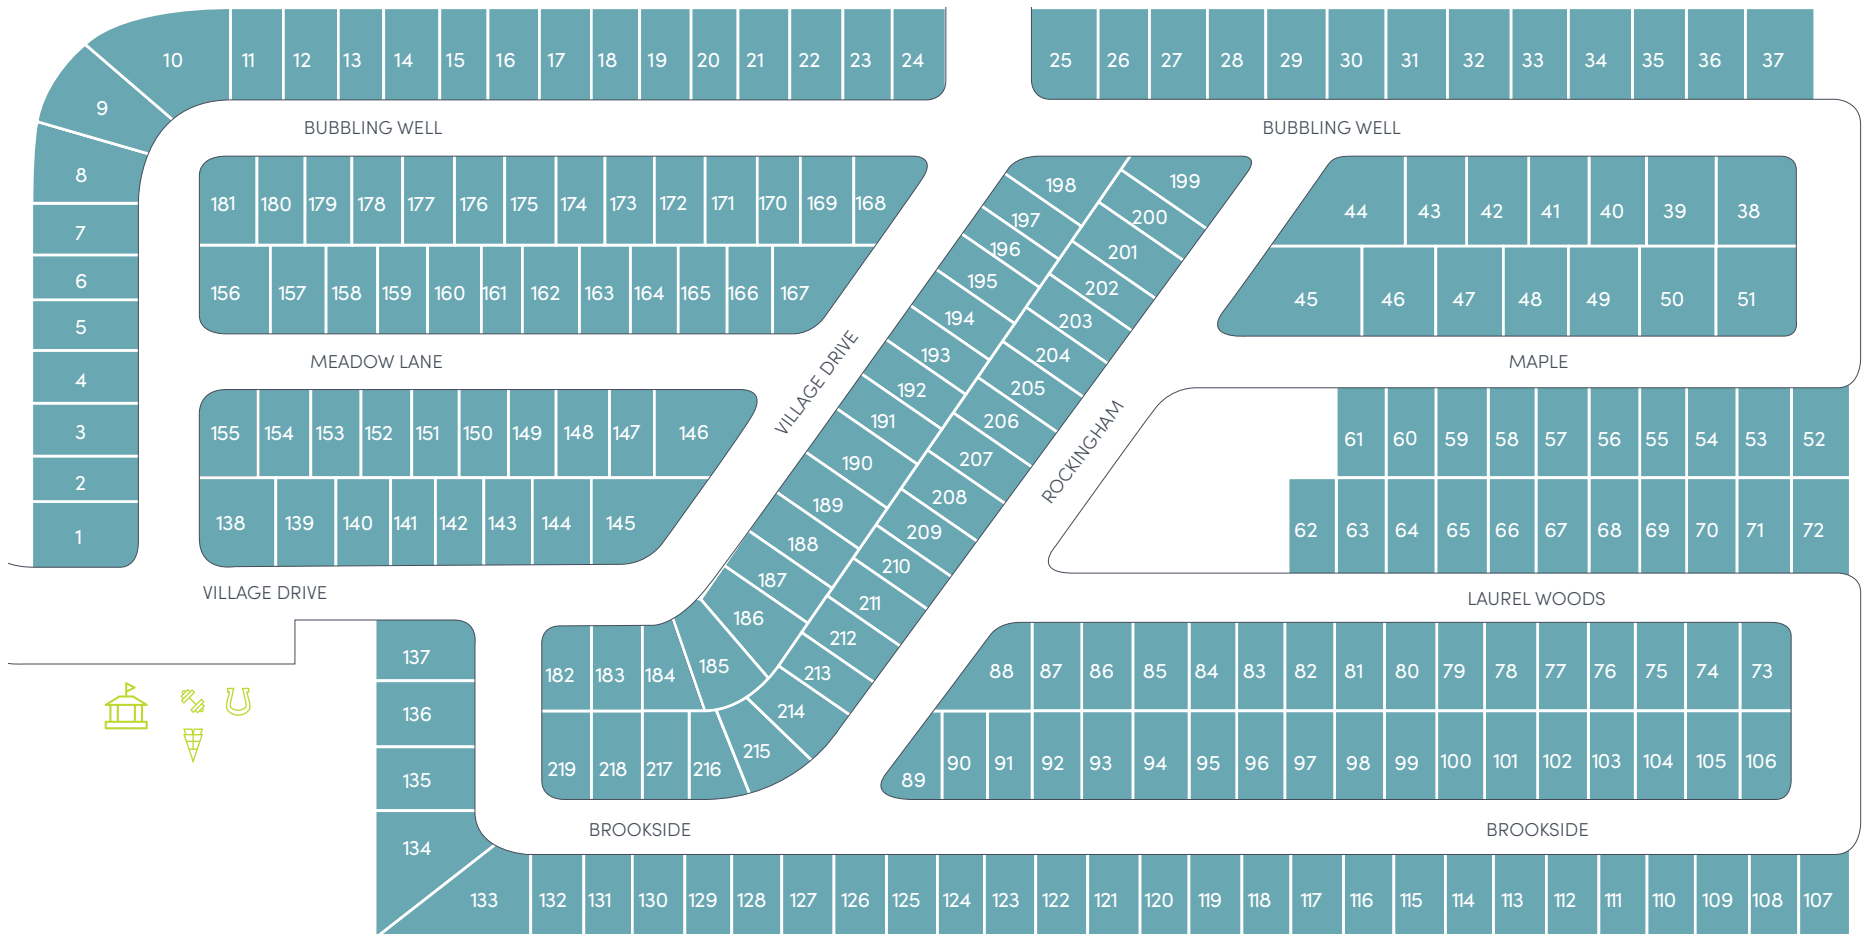 10 11 12 13 14 15 16 17 18 19 20 21 22 23 24 25 26 27 28 29 30 31 32 33 34 35 36 37
9
BUBBLING WELL BUBBLING WELL
8
181 180 179 178 177 176 175 174 173 172 171 170 169 168
198 199
197 200
44 43 42 41 40 39 38
7
196 201
6
195 202
156 157 158 159 160 161 162 163 164 165 166 167
45 46 47 48 49 50 51
5
194 203
MEADOW LANE
VILLAGE DRIVE
193 204
MAPLE
4
192 205
3
155 154 153 152 151 150 149 148 147 146
191 206
ROCKINGHAM
61 60 59 58 57 56 55 54 53 52
190 207
2
189 208
1
138 139 140 141 142 143 144 145
188 209
62 63 64 65 66 67 68 69 70 71 72
187 210
VILLAGE DRIVE
186 211
LAUREL WOODS
137
182 183 184 185 212
213
88 87 86 85 84 83 82 81 80 79 78 77 76 75 74 73
136
214
135
219 218 217 216 215
89 90 91 92 93 94 95 96 97 98 99 100 101 102 103 104 105 106
134
BROOKSIDE BROOKSIDE
133 132 131 130 129 128 127 126 125 124 123 122 121 120 119 118 117 116 115 114 113 112 111 110 109 108 107